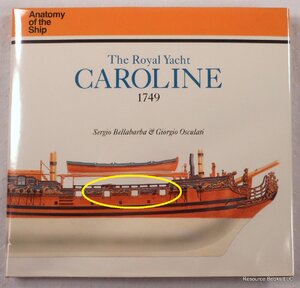 Anatomy
of the
Ship
The Royal Yacht
CAROLINE
1749
Sergio Bellabarba & Giorgio Osculati
Resource Books LLC